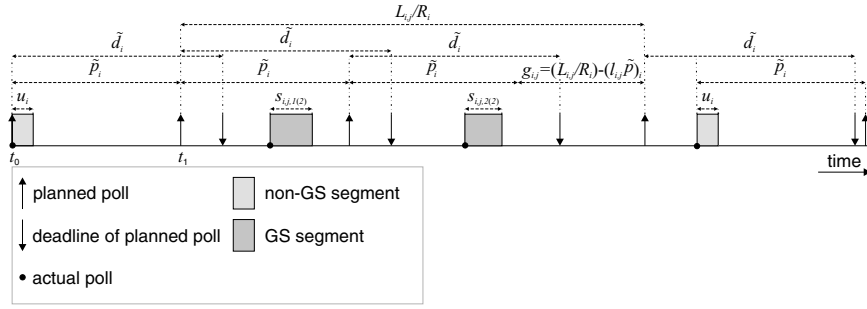 L_{i,j}/R_i
d̃_i d̃_i d̃_i d̃_i
p̃_i p̃_i p̃_i g_{i,j}=(L_{i,j}/R_i)-(l_{i,j}p̃)_i p̃_i
u_i s_{i,j,1(2)} s_{i,j,2(2)} u_i
t_0 t_1 time
planned poll non-GS segment
deadline of planned poll GS segment
actual poll